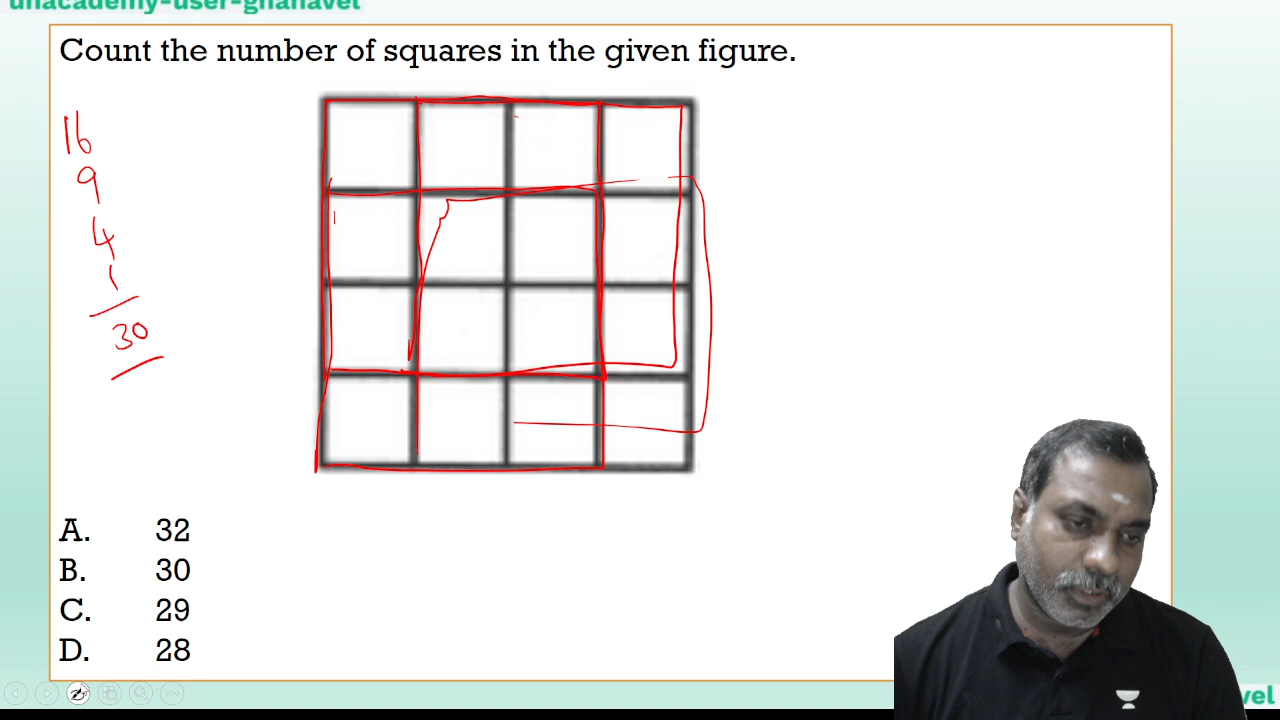 unacademy-user-gnanavel
Count the number of squares in the given figure.
16
9
4
1
30
A. 32
B. 30
C. 29
D. 28
vel